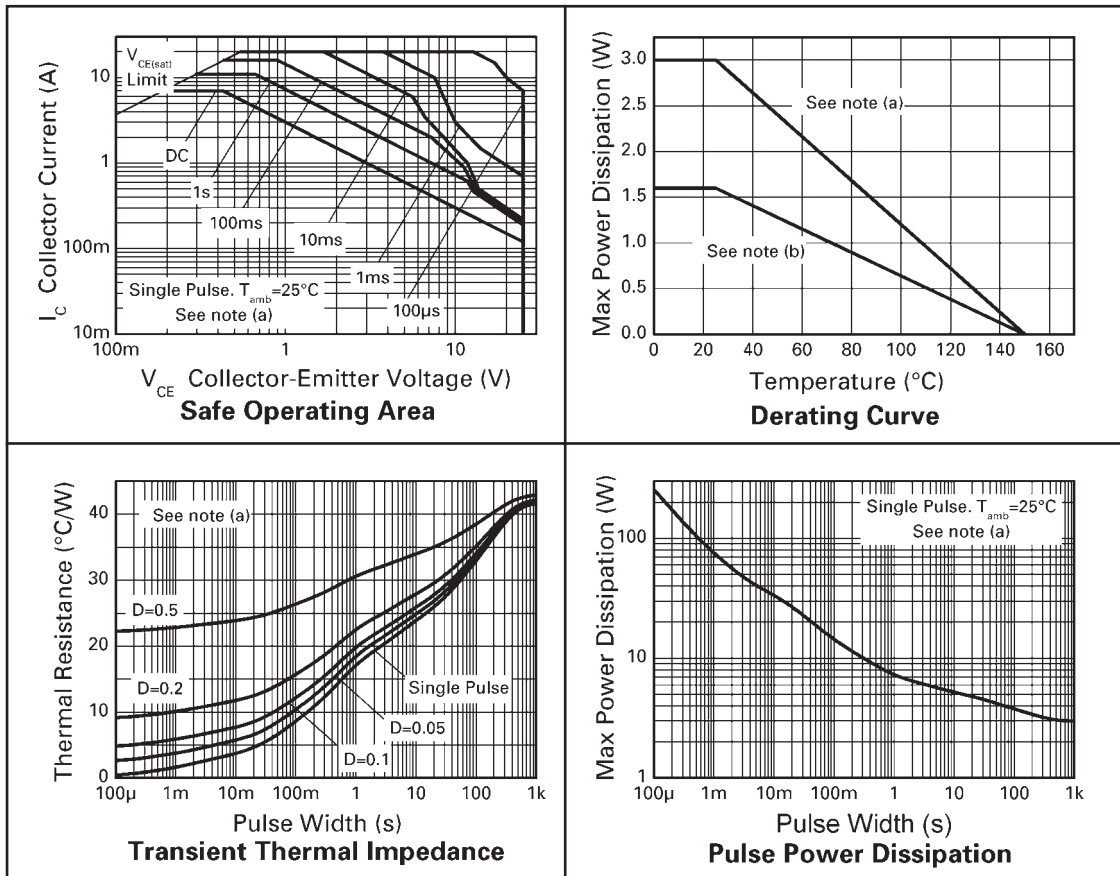 I_C Collector Current (A)
10
1
100m
10m
V_CE(sat)
Limit
DC
1s
100ms
10ms
1ms
100µs
Single Pulse. T_amb=25°C
See note (a)
100m 1 10
V_CE Collector-Emitter Voltage (V)
Safe Operating Area
Max Power Dissipation (W)
3.0
2.5
2.0
1.5
1.0
0.5
0.0
See note (a)
See note (b)
0 20 40 60 80 100 120 140 160
Temperature (°C)
Derating Curve
Thermal Resistance (°C/W)
40
30
20
10
0
See note (a)
D=0.5
D=0.2
Single Pulse
D=0.05
D=0.1
100µ 1m 10m 100m 1 10 100 1k
Pulse Width (s)
Transient Thermal Impedance
Max Power Dissipation (W)
100
10
1
Single Pulse. T_amb=25°C
See note (a)
100µ 1m 10m 100m 1 10 100 1k
Pulse Width (s)
Pulse Power Dissipation